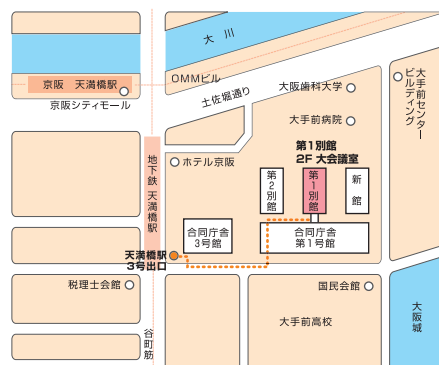 大川
京阪 天満橋駅
OMMビル
京阪シティモール
土佐堀通り
大阪歯科大学
大手前センター
ビルディング
大手前病院
地下鉄 天満橋駅
ホテル京阪
第1別館
2F 大会議室
第2別館
第1別館
新館
合同庁舎
3号館
合同庁舎
第1号館
天満橋駅
3号出口
税理士会館
国民会館
大手前高校
谷町筋
大阪城